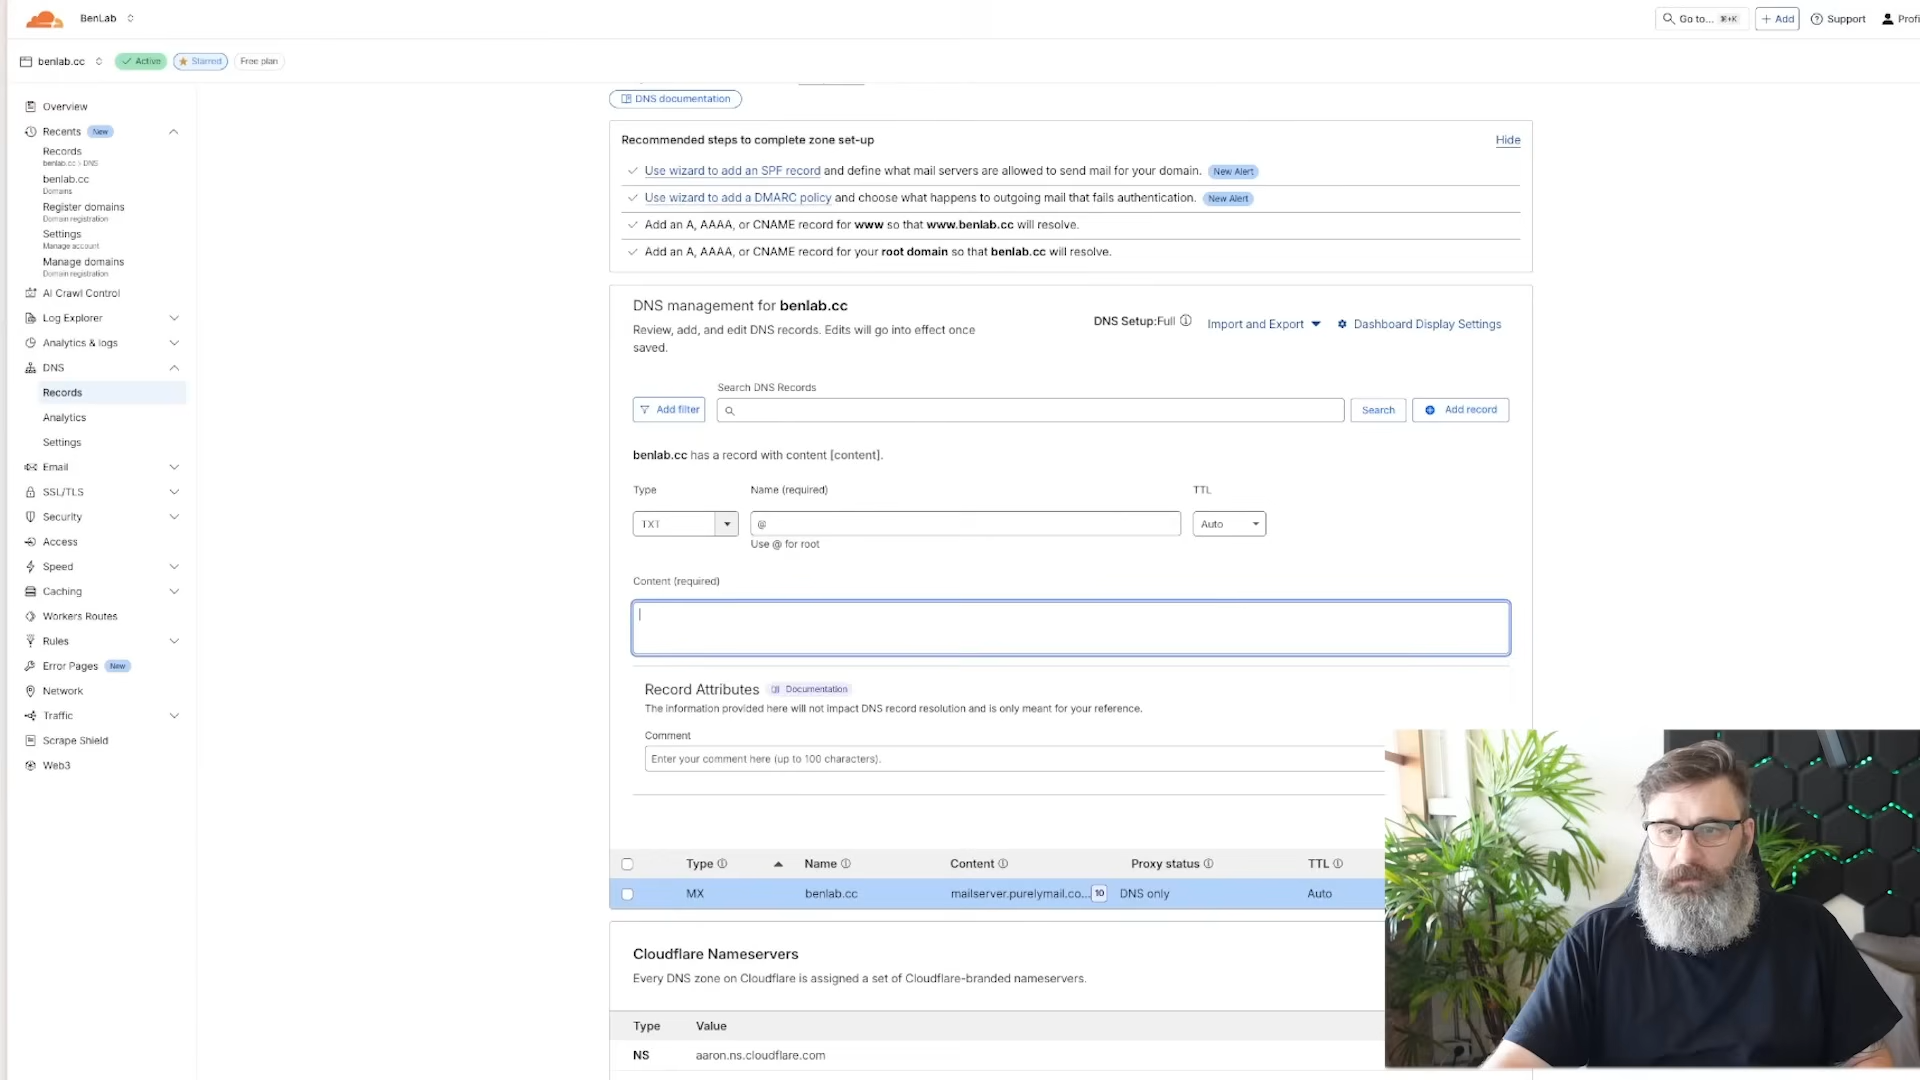 BenLab
Go to... ⌘+K
+ Add
Support
benlab.cc
Active
Starred
Free plan
Overview
Recents New
Records
benlab.cc > DNS
benlab.cc
Domains
Register domains
Domain registration
Settings
Manage account
Manage domains
Domain registration
AI Crawl Control
Log Explorer
Analytics & logs
DNS
Records
Analytics
Settings
Email
SSL/TLS
Security
Access
Speed
Caching
Workers Routes
Rules
Error Pages New
Network
Traffic
Scrape Shield
Web3
DNS documentation
Recommended steps to complete zone set-up
Hide
Use wizard to add an SPF record and define what mail servers are allowed to send mail for your domain. New Alert
Use wizard to add a DMARC policy and choose what happens to outgoing mail that fails authentication. New Alert
Add an A, AAAA, or CNAME record for www so that www.benlab.cc will resolve.
Add an A, AAAA, or CNAME record for your root domain so that benlab.cc will resolve.
DNS management for benlab.cc
Review, add, and edit DNS records. Edits will go into effect once
saved.
DNS Setup:Full
Import and Export
Dashboard Display Settings
Search DNS Records
Add filter
Search
Add record
benlab.cc has a record with content [content].
Type Name (required) TTL
TXT @ Auto
Use @ for root
Content (required)
Record Attributes Documentation
The information provided here will not impact DNS record resolution and is only meant for your reference.
Comment
Enter your comment here (up to 100 characters).
Type Name Content Proxy status TTL
MX benlab.cc mailserver.purelymail.co... 10 DNS only Auto
Cloudflare Nameservers
Every DNS zone on Cloudflare is assigned a set of Cloudflare-branded nameservers.
Type Value
NS aaron.ns.cloudflare.com